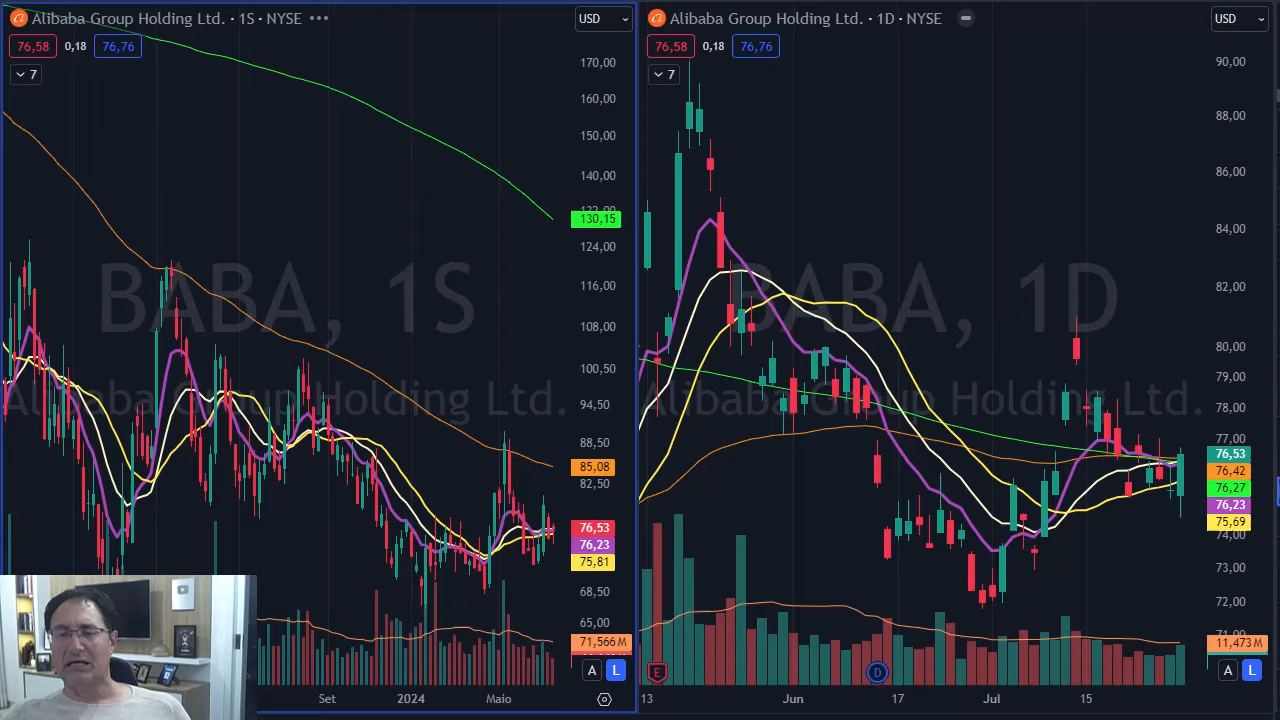 Alibaba Group Holding Ltd. · 1S · NYSE
USD
76,58 0,18 76,76
7
170,00
160,00
150,00
140,00
130,15
124,00
116,00
108,00
100,50
94,50
88,50
85,08
82,50
76,53
76,23
75,81
68,50
65,00
71,566 M
A L
BABA, 1S
Alibaba Group Holding Ltd.
Set 2024 Maio
Alibaba Group Holding Ltd. · 1D · NYSE
USD
76,58 0,18 76,76
7
90,00
88,00
86,00
84,00
82,00
80,00
79,00
78,00
77,00
76,53
76,42
76,27
76,23
75,69
74,00
73,00
72,00
11,473 M
A L
BABA, 1D
Alibaba Group Holding Ltd.
E D
13 Jun 17 Jul 15